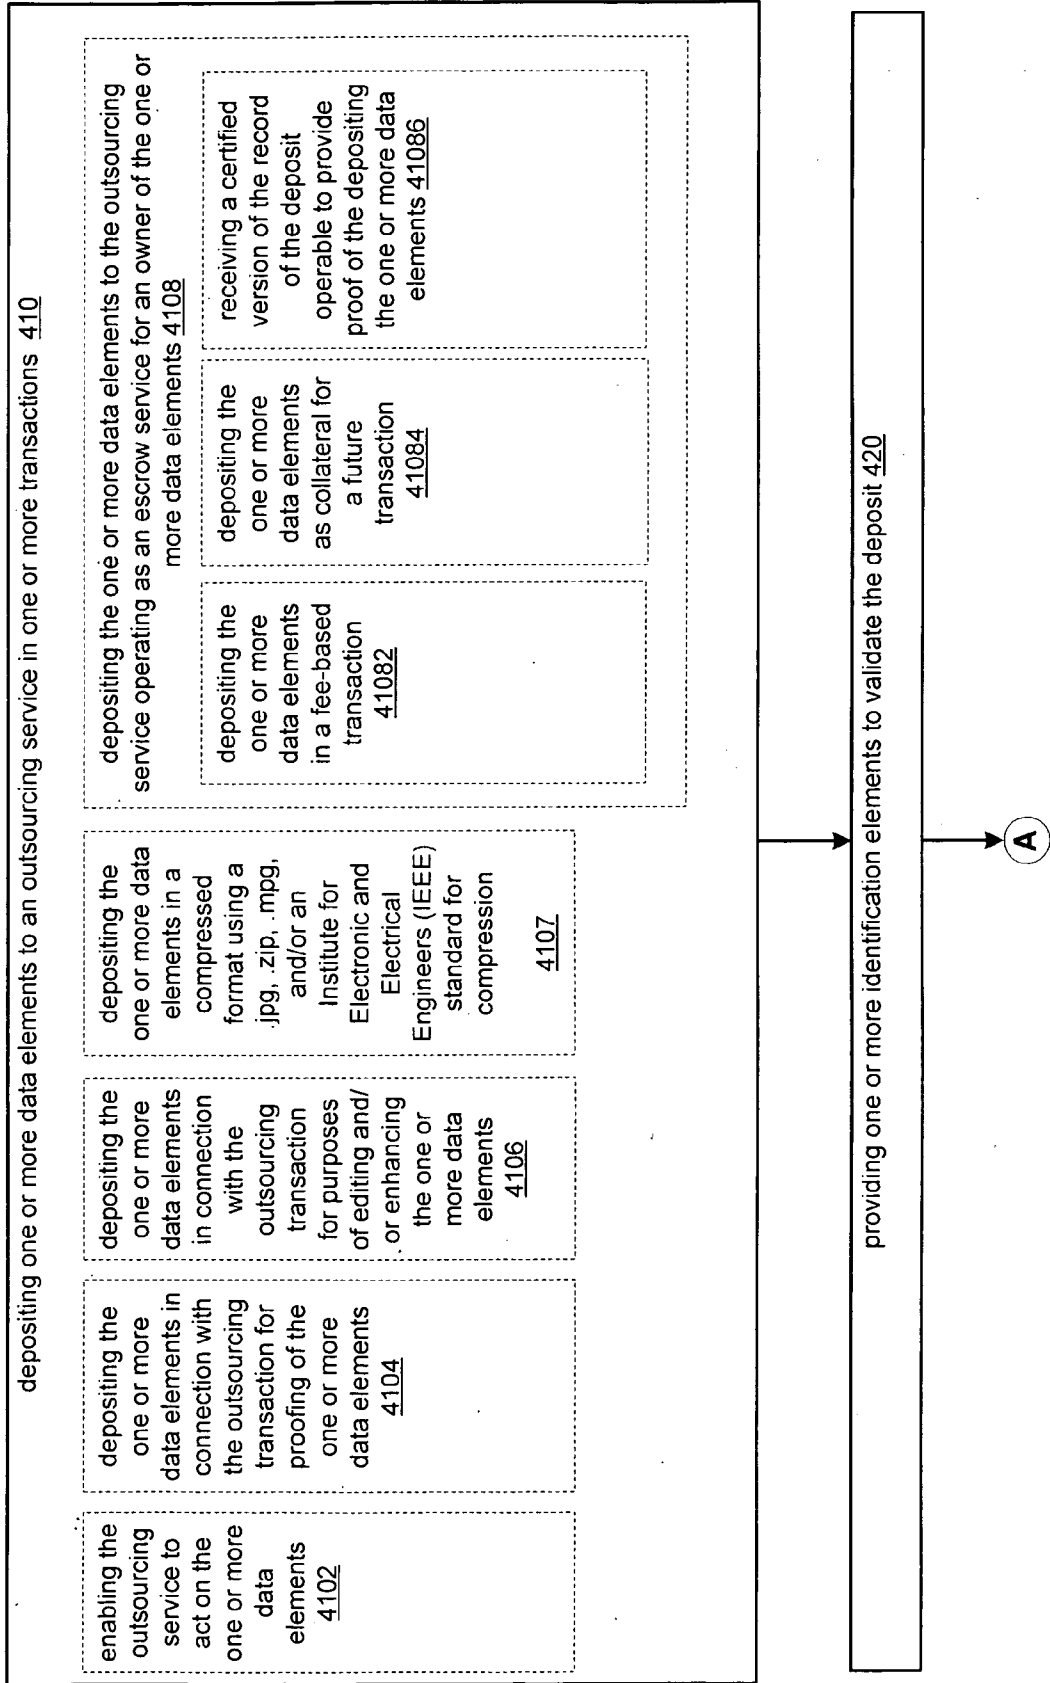 depositing one or more data elements to an outsourcing service in one or more transactions 410
enabling the
outsourcing
service to
act on the
one or more
data
elements
4102
depositing the
one or more
data elements in
connection with
the outsourcing
transaction for
proofing of the
one or more
data elements
4104
depositing the
one or more
data elements
in connection
with the
outsourcing
transaction
for purposes
of editing and/
or enhancing
the one or
more data
elements
4106
depositing the
one or more data
elements in a
compressed
format using a
.jpg, .zip, .mpg,
and/or an
Institute for
Electronic and
Electrical
Engineers (IEEE)
standard for
compression
4107
depositing the one or more data elements to the outsourcing
service operating as an escrow service for an owner of the one or
more data elements 4108
depositing the
one or more
data elements
in a fee-based
transaction
41082
depositing the
one or more
data elements
as collateral for
a future
transaction
41084
receiving a certified
version of the record
of the deposit
operable to provide
proof of the depositing
the one or more data
elements 41086
providing one or more identification elements to validate the deposit 420
A